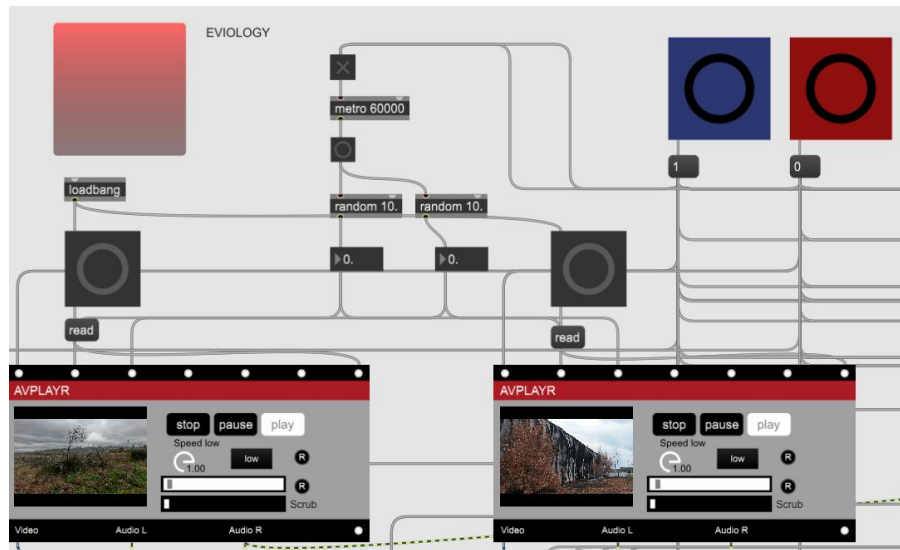 EVIOLOGY
metro 60000
1
0
loadbang
random 10.
random 10.
0.
0.
read
read
AVPLAYR
stop
pause
play
Speed low
1.00
low
R
R
Scrub
Video
Audio L
Audio R
AVPLAYR
stop
pause
play
Speed low
1.00
low
R
R
Scrub
Video
Audio L
Audio R